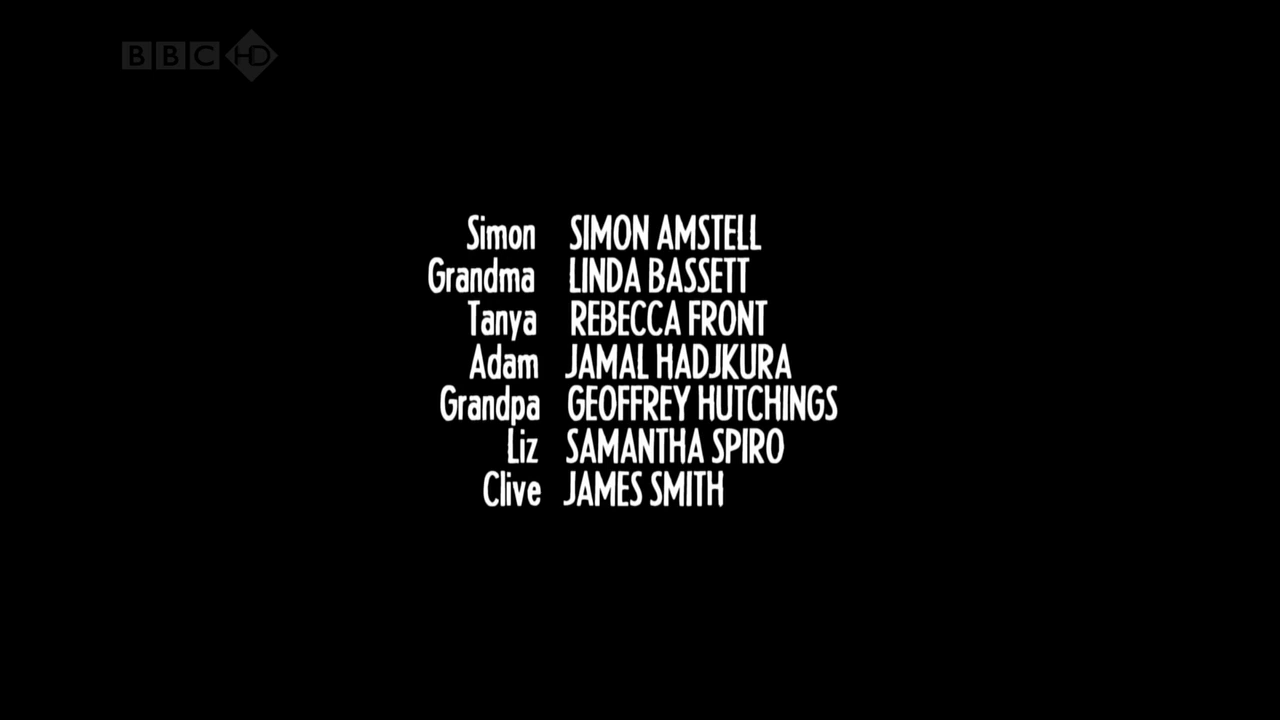 BBC HD
Simon SIMON AMSTELL
Grandma LINDA BASSETT
Tanya REBECCA FRONT
Adam JAMAL HADJKURA
Grandpa GEOFFREY HUTCHINGS
Liz SAMANTHA SPIRO
Clive JAMES SMITH